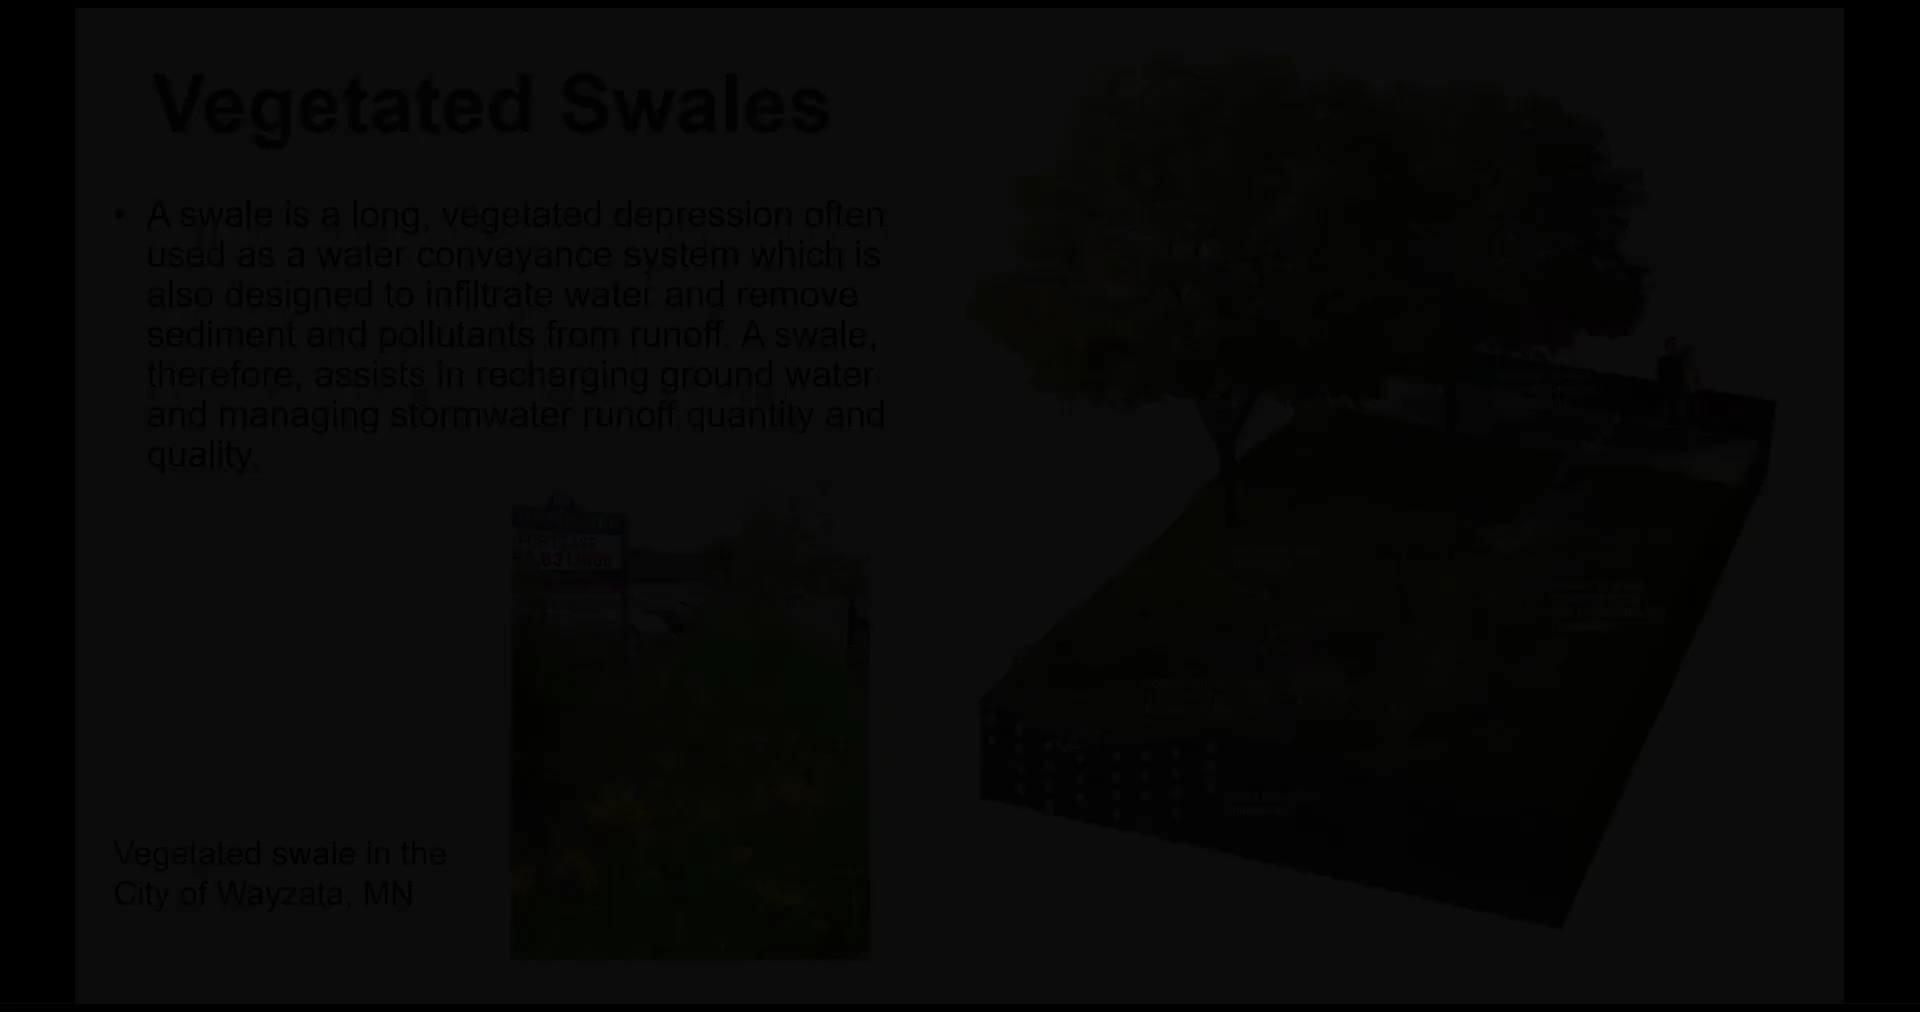 Vegetated Swales
• A swale is a long, vegetated depression often
used as a water conveyance system which is
also designed to infiltrate water and remove
sediment and pollutants from runoff. A swale,
therefore, assists in recharging ground water
and managing stormwater runoff quantity and
quality.
Vegetated swale in the
City of Wayzata, MN